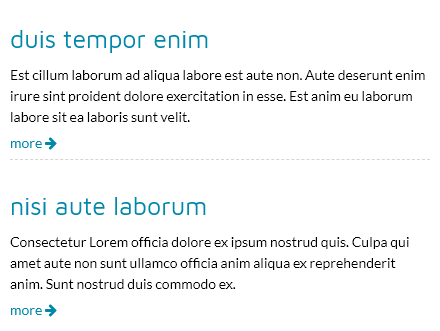 duis tempor enim
Est cillum laborum ad aliqua labore est aute non. Aute deserunt enim
irure sint proident dolore exercitation in esse. Est anim eu laborum
labore sit ea laboris sunt velit.
more
nisi aute laborum
Consectetur Lorem officia dolore ex ipsum nostrud quis. Culpa qui
amet aute non sunt ullamco officia anim aliqua ex reprehenderit
anim. Sunt nostrud duis commodo ex.
more